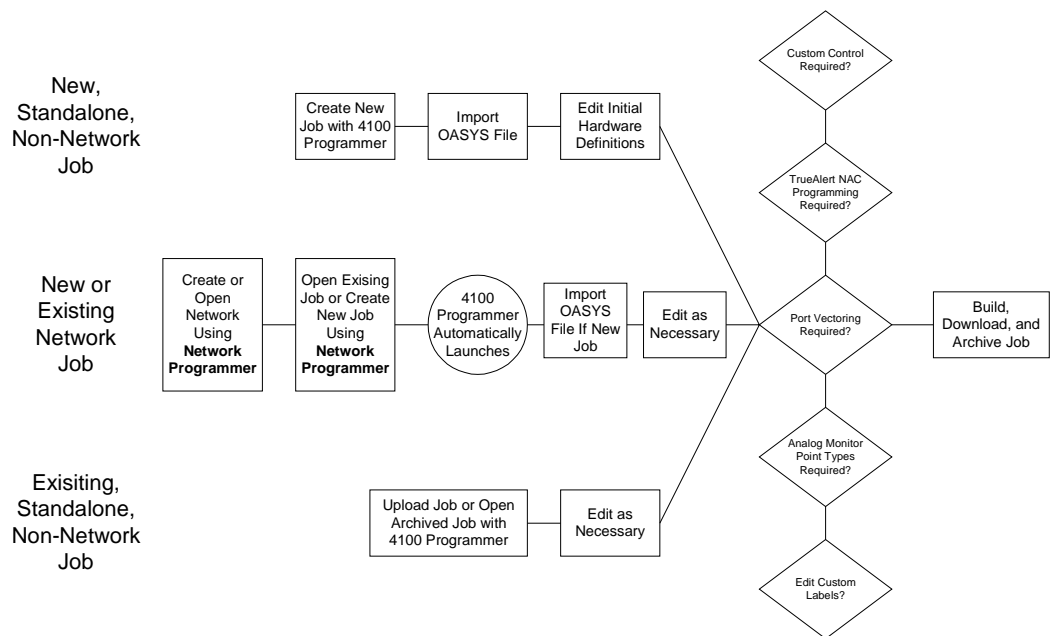 New,
Standalone,
Non-Network
Job
Create New
Job with 4100
Programmer
Import
OASYS File
Edit Initial
Hardware
Definitions
New or
Existing
Network
Job
Create or
Open
Network
Using
Network
Programmer
Open Exising
Job or Create
New Job
Using
Network
Programmer
4100
Programmer
Automatically
Launches
Import
OASYS
File If New
Job
Edit as
Necessary
Exisiting,
Standalone,
Non-Network
Job
Upload Job or Open
Archived Job with
4100 Programmer
Edit as
Necessary
Custom Control
Required?
TrueAlert NAC
Programming
Required?
Port Vectoring
Required?
Analog Monitor
Point Types
Required?
Edit Custom
Labels?
Build,
Download, and
Archive Job